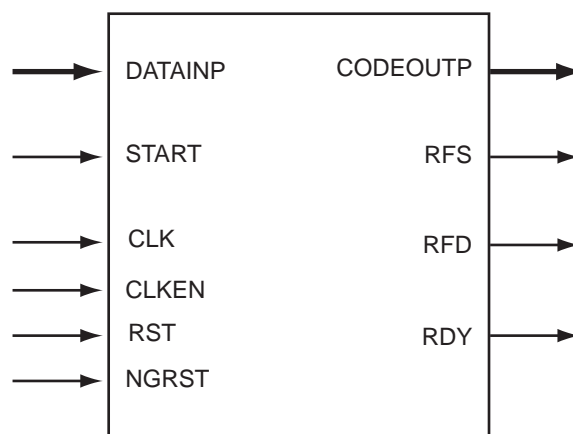 DATAINP CODEOUTP
START RFS
CLK RFD
CLKEN
RST RDY
NGRST